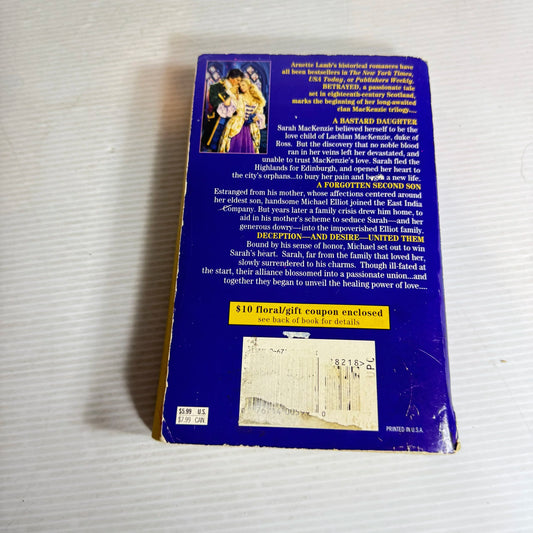 Arnette Lamb's historical romances have
all been bestsellers in The New York Times,
USA Today, or Publishers Weekly.
BETRAYED, a passionate tale
set in eighteenth-century Scotland,
marks the beginning of her long-awaited
clan MacKenzie trilogy....
A BASTARD DAUGHTER
Sarah MacKenzie believed herself to be the
love child of Lachlan MacKenzie, duke of
Ross. But the discovery that no noble blood
ran in her veins left her devastated, and
unable to trust MacKenzie's love. Sarah fled the
Highlands for Edinburgh, and opened her heart to
the city's orphans...to bury her pain and begin a new life.
A FORGOTTEN SECOND SON
Estranged from his mother, whose affections centered around
her eldest son, handsome Michael Elliot joined the East India
Company. But years later a family crisis drew him home, to
aid in his mother's scheme to seduce Sarah—and her
generous dowry—into the impoverished Elliot family.
DECEPTION—AND DESIRE—UNITED THEM
Bound by his sense of honor, Michael set out to win
Sarah's heart. Sarah, far from the family that loved her,
slowly surrendered to his charms. Though ill-fated at
the start, their alliance blossomed into a passionate union...and
together they began to unveil the healing power of love....
$10 floral/gift coupon enclosed
see back of book for details
78218>
UPC
0
$5.99 U.S.
$7.99 CAN.
PRINTED IN U.S.A.